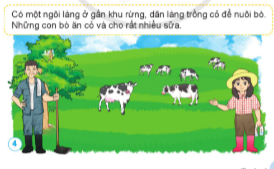 Có một ngôi làng ở gần khu rừng, dân làng trồng cỏ để nuôi bò.
Những con bò ăn cỏ và cho rất nhiều sữa.
4